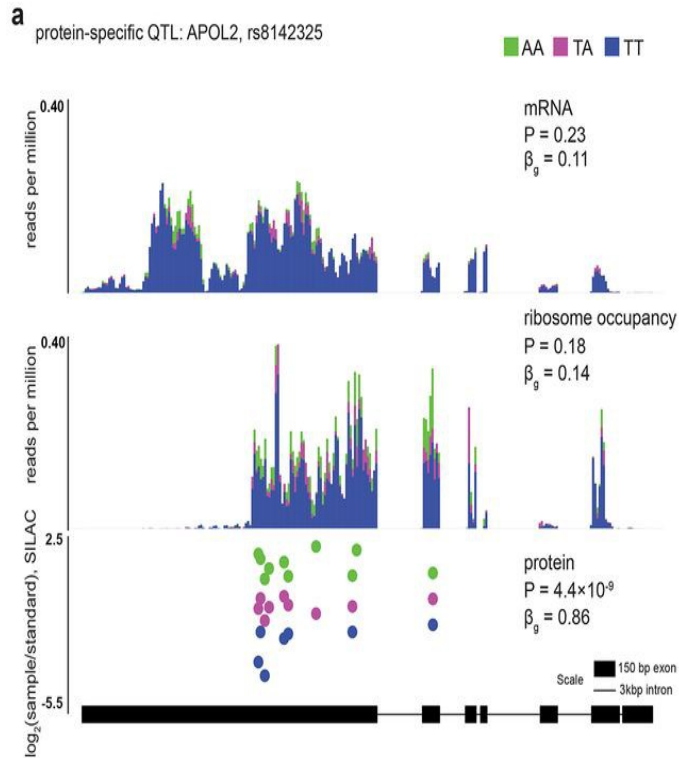 a
protein-specific QTL: APOL2, rs8142325
AA TA TT
0.40
reads per million
mRNA
P = 0.23
βg = 0.11
ribosome occupancy
0.40
reads per million
P = 0.18
βg = 0.14
2.5
log2(sample/standard), SILAC
protein
P = 4.4×10-9
βg = 0.86
Scale
150 bp exon
3kbp intron
-5.5